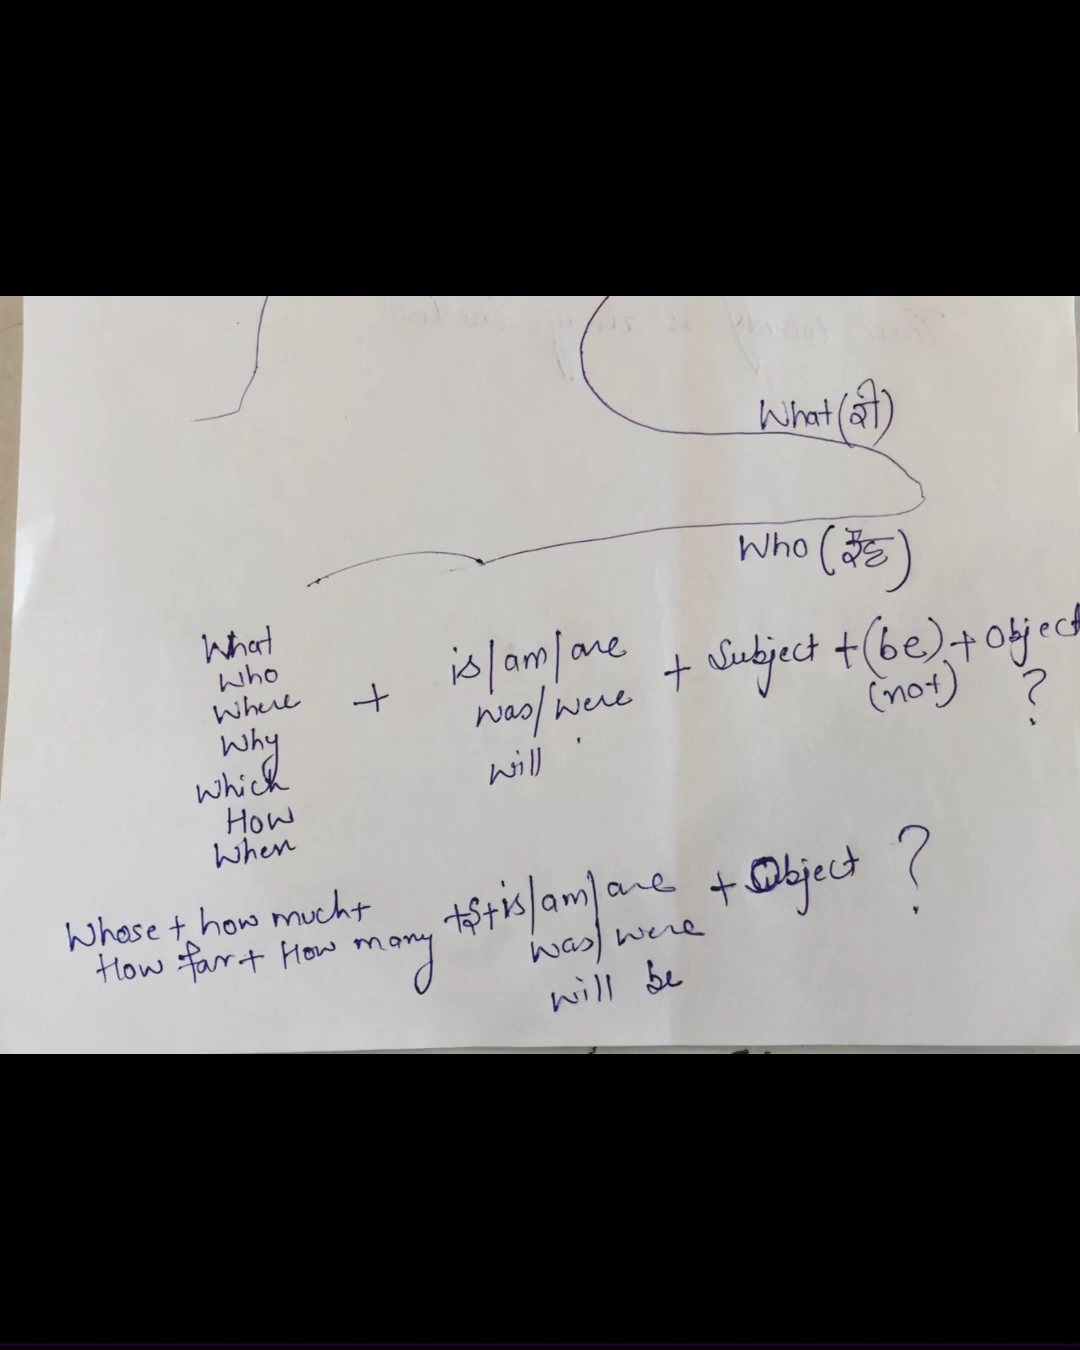 What (शे)
Who (
What
Who
Where
Why
Which
How
When
+
is/am/are
was/were
will
+ Subject + (be) + Object
(not)
?
Whose + how much +
How far + How many + S + is/am/are
was/were
will be
+ Object ?